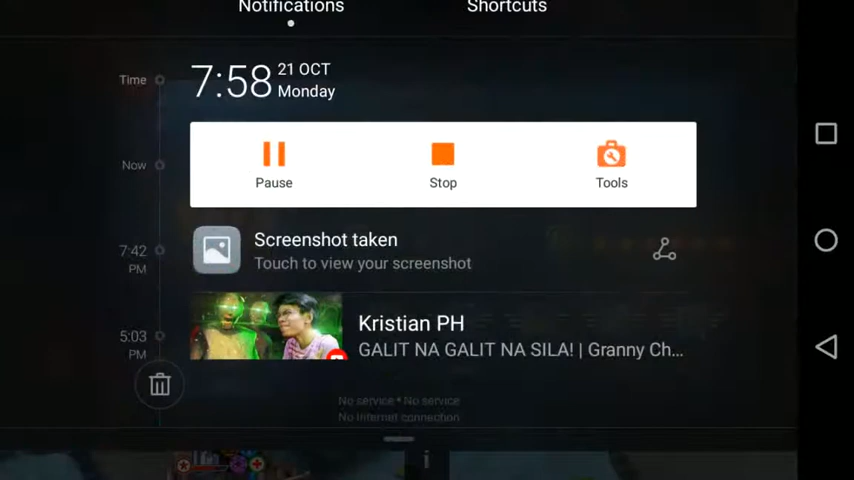 Notifications
Shortcuts
Time
7:58
21 OCT
Monday
Now
Pause
Stop
Tools
7:42
PM
Screenshot taken
Touch to view your screenshot
5:03
PM
Kristian PH
GALIT NA GALIT NA SILA! | Granny Ch...
No service • No service
No Internet connection